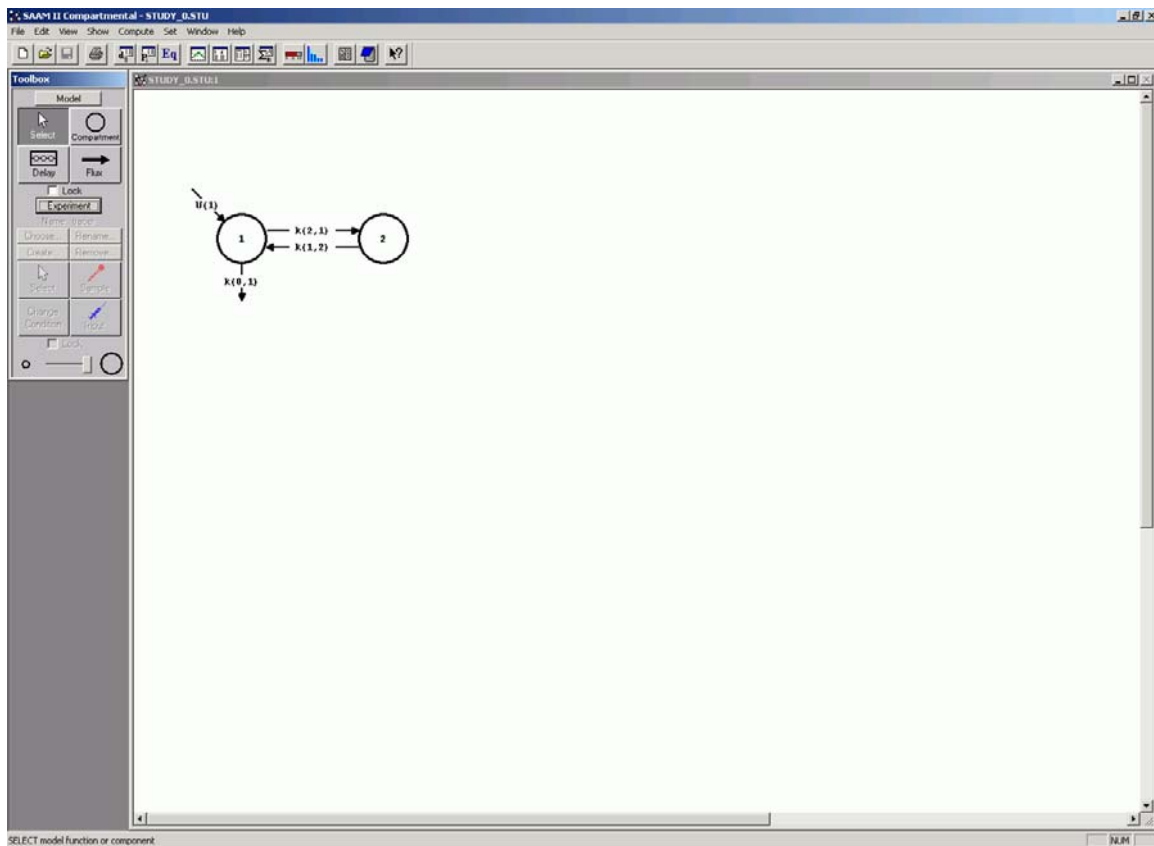 SAAM II Compartmental - STUDY_0.STU
File Edit View Show Compute Set Window Help
Eq
Toolbox
STUDY_0.STU:1
Model
Select Compartment
Delay Flux
Lock
Experiment
Choose... Rename...
Create... Remove...
Select Sample
Change Condition Input
Lock
U(1)
1
k(2,1)
k(1,2)
2
k(0,1)
SELECT model function or component
NUM